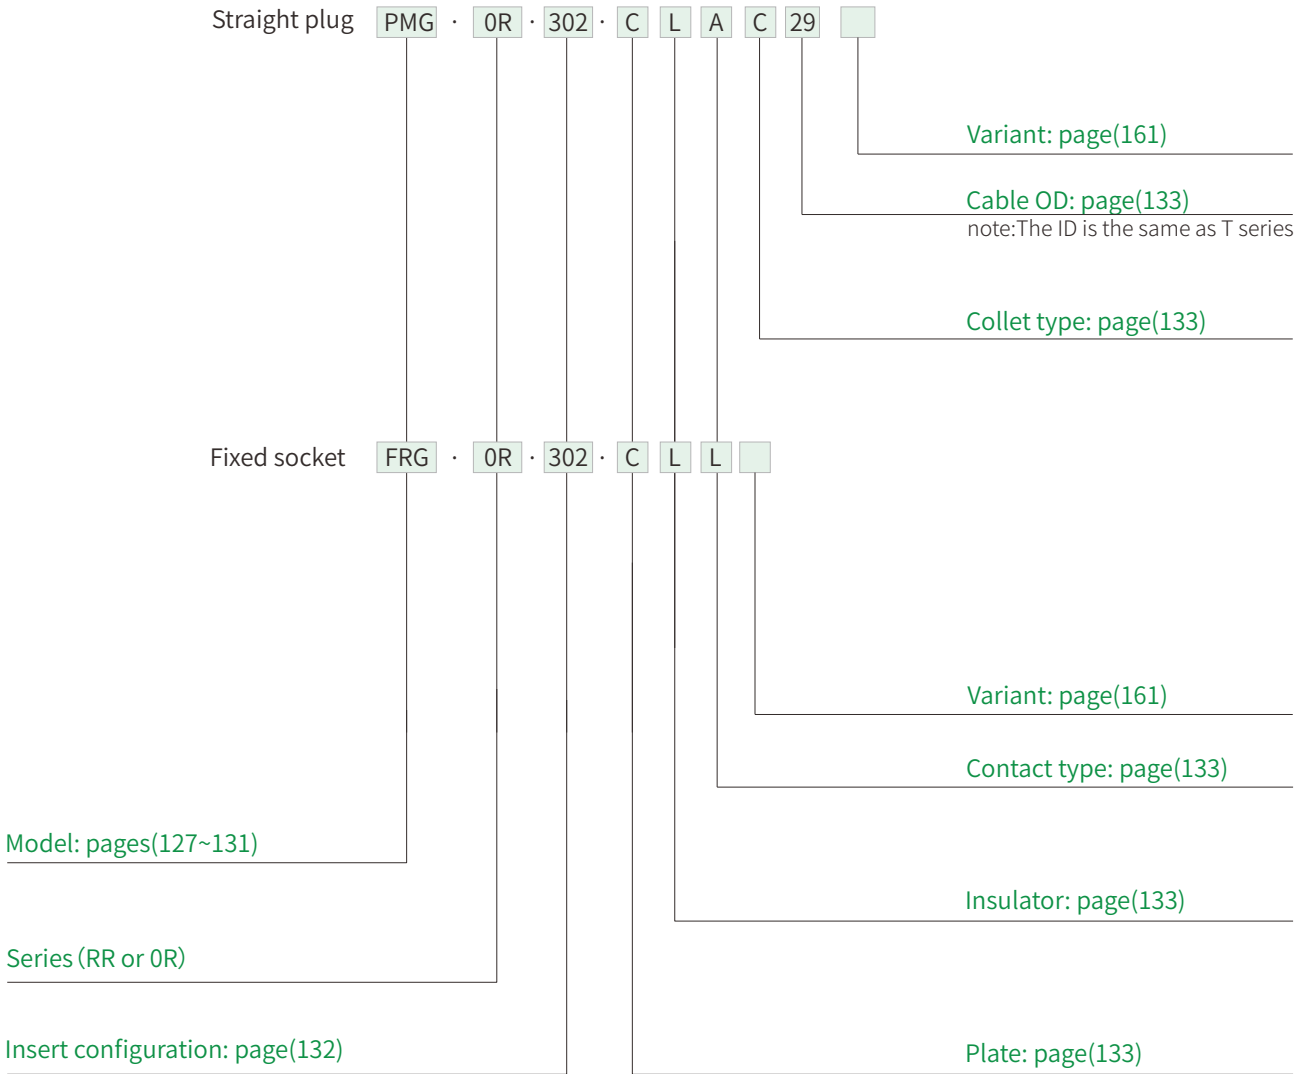 Straight plug PMG · 0R · 302 · C L A C 29
Variant: page(161)
Cable OD: page(133)
note:The ID is the same as T series
Collet type: page(133)
Fixed socket FRG · 0R · 302 · C L L
Variant: page(161)
Contact type: page(133)
Model: pages(127~131)
Insulator: page(133)
Series (RR or 0R)
Insert configuration: page(132)
Plate: page(133)